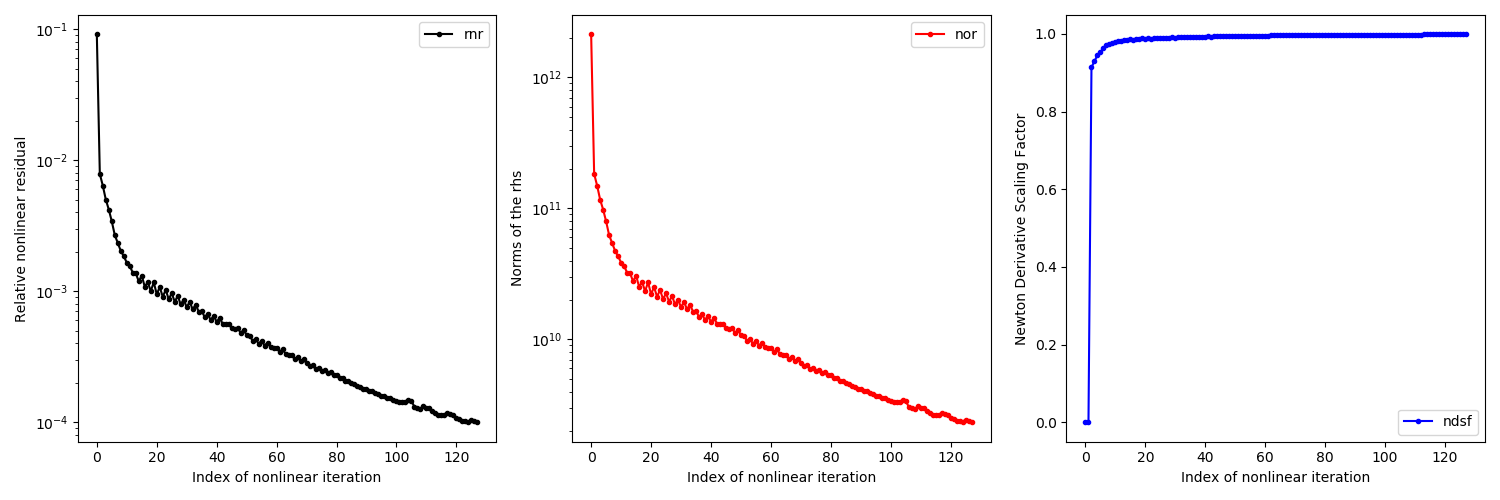 Relative nonlinear residual
10⁻¹
10⁻²
10⁻³
10⁻⁴
rnr
0 20 40 60 80 100 120
Index of nonlinear iteration
Norms of the rhs
10¹²
10¹¹
10¹⁰
nor
0 20 40 60 80 100 120
Index of nonlinear iteration
Newton Derivative Scaling Factor
1.0
0.8
0.6
0.4
0.2
0.0
ndsf
0 20 40 60 80 100 120
Index of nonlinear iteration